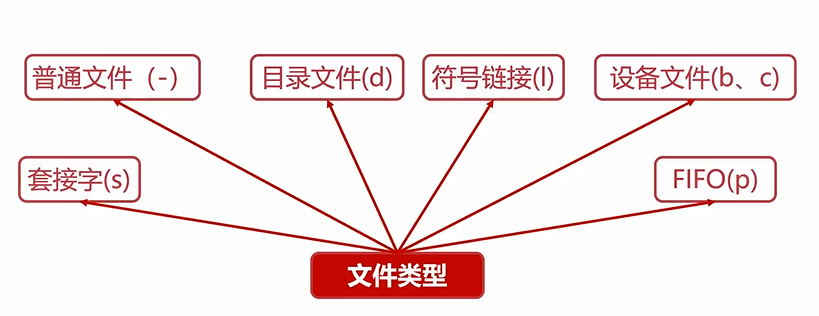 普通文件（-）
目录文件(d)
符号链接(l)
设备文件(b、c)
套接字(s)
FIFO(p)
文件类型